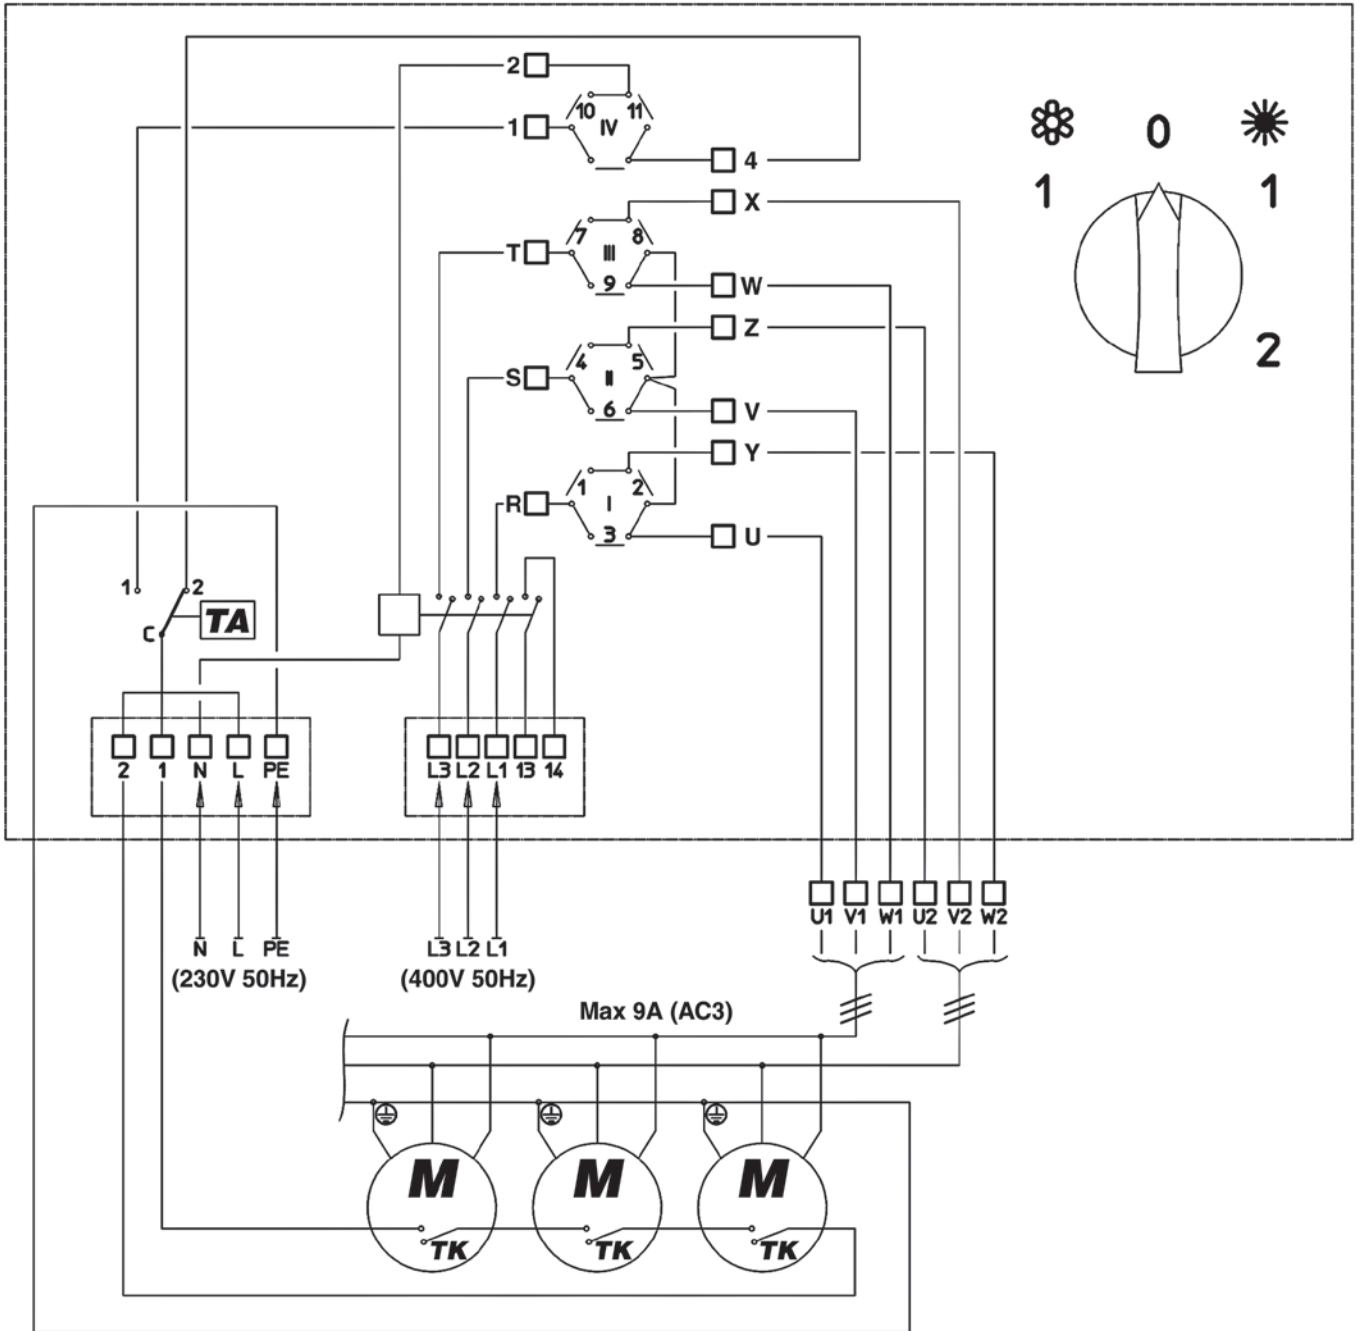 2
10 11
1 IV
4
0
1 1
X
7 8
T III
9 W
Z
4 5
S II
2
6 V
Y
1 2
R I
3 U
1 2
TA
C
2 1 N L PE
L3 L2 L1 13 14
U1 V1 W1 U2 V2 W2
N L PE
L3 L2 L1
(230V 50Hz)
(400V 50Hz)
Max 9A (AC3)
M M M
TK TK TK